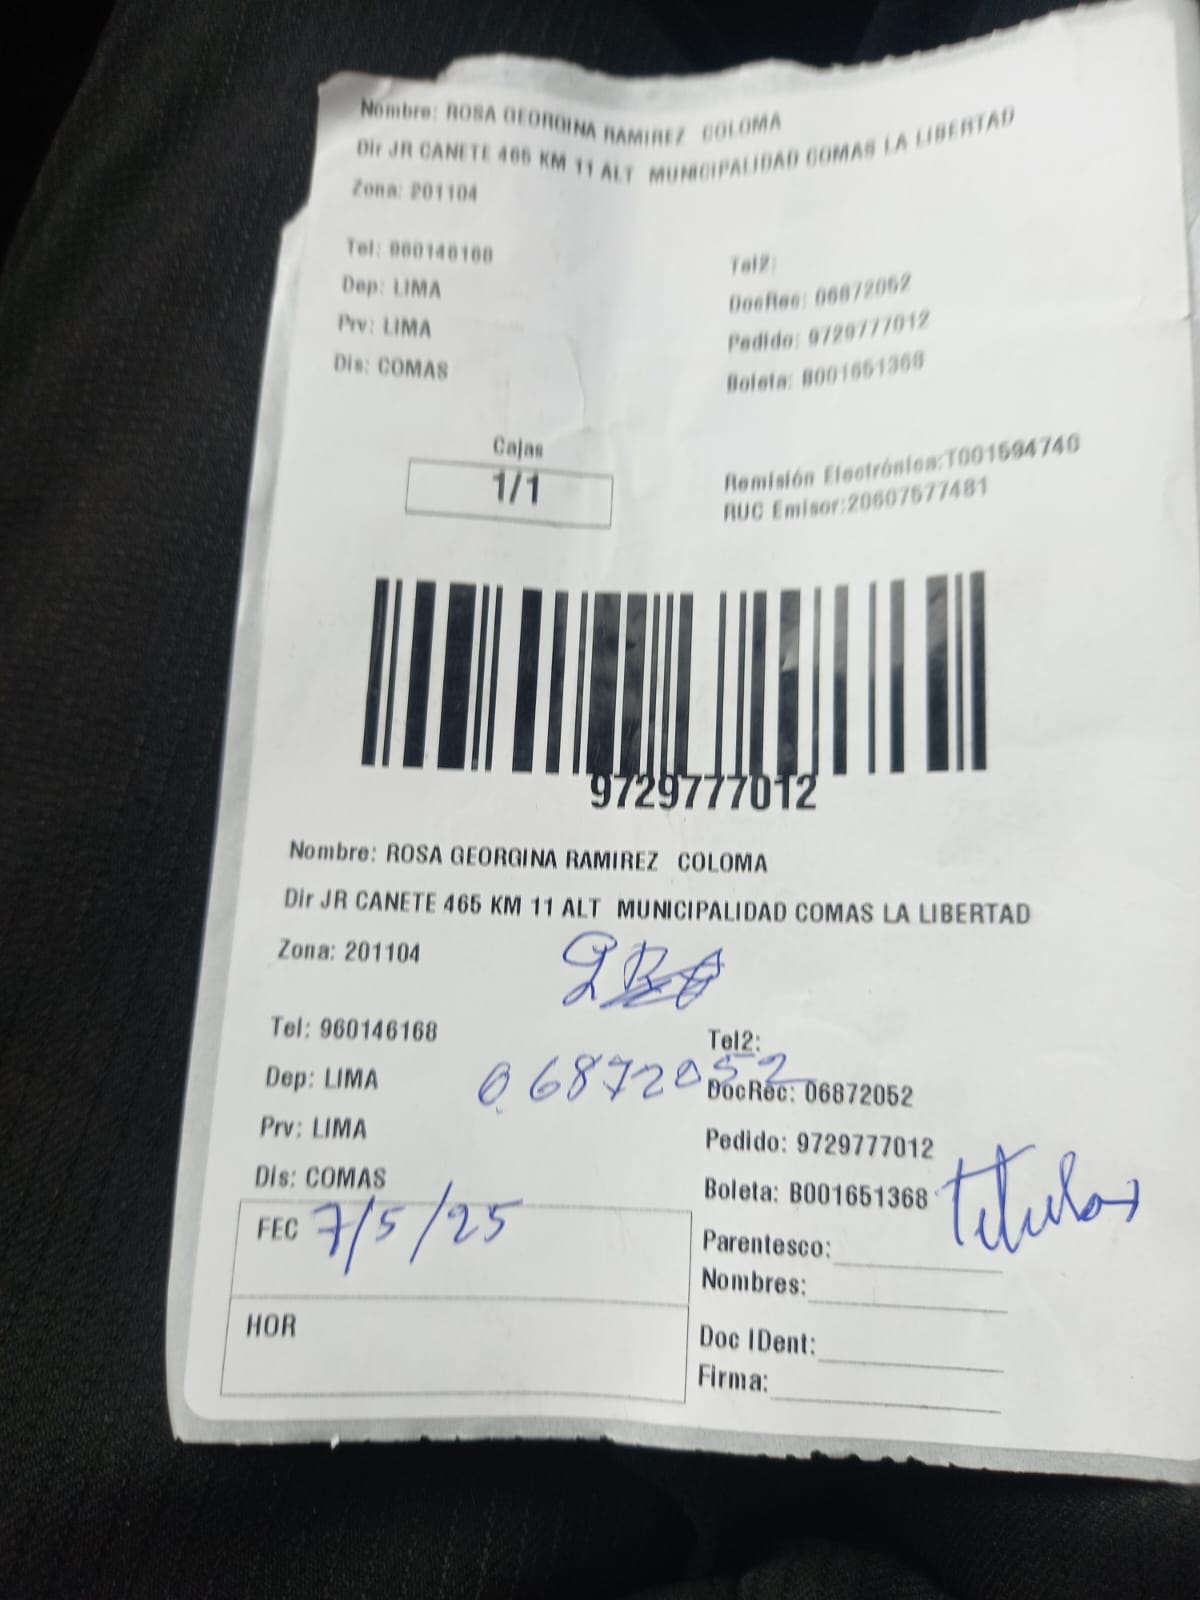 Nombre: ROSA GEORGINA RAMIREZ COLOMA
Dir JR CANETE 465 KM 11 ALT MUNICIPALIDAD COMAS LA LIBERTAD
Zona: 201104
Tel: 960146168
Tel2:
Dep: LIMA
DocRec: 06872052
Prv: LIMA
Pedido: 9729777012
Dis: COMAS
Boleta: B001651368
Cajas
1/1
Remisión Electrónica:T001594740
RUC Emisor:20607577481
9729777012
Nombre: ROSA GEORGINA RAMIREZ COLOMA
Dir JR CANETE 465 KM 11 ALT MUNICIPALIDAD COMAS LA LIBERTAD
Zona: 201104
Tel: 960146168
Tel2:
06872052
Dep: LIMA
DocRec: 06872052
Prv: LIMA
Pedido: 9729777012
Dis: COMAS
Boleta: B001651368
titular
FEC 7/5/25
Parentesco:
Nombres:
HOR
Doc IDent:
Firma: